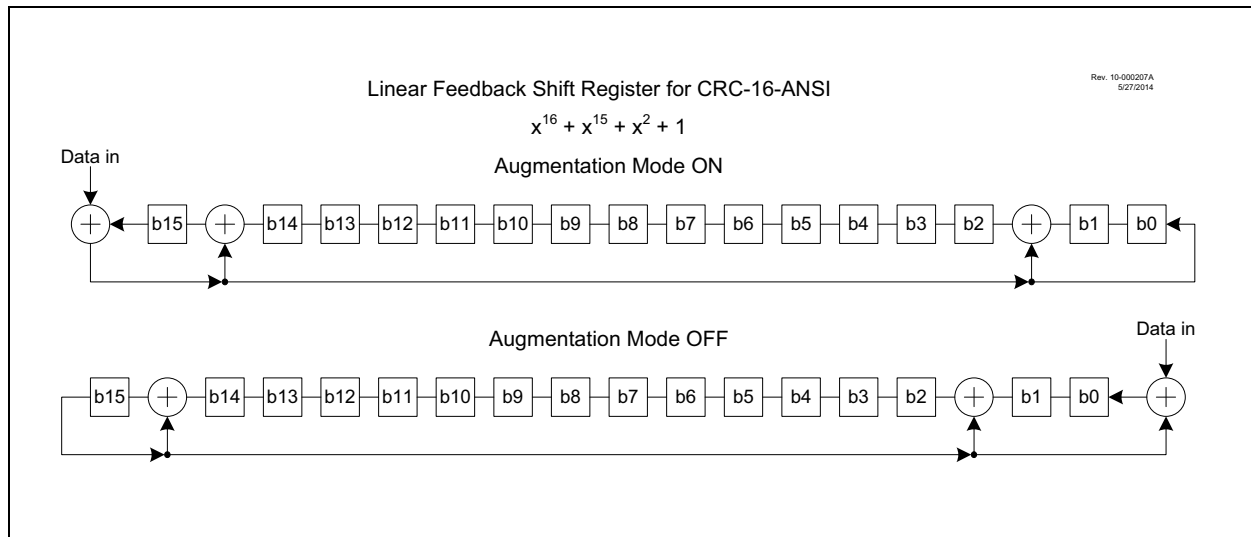 Rev. 10-000207A
5/27/2014
Linear Feedback Shift Register for CRC-16-ANSI
x^16 + x^15 + x^2 + 1
Augmentation Mode ON
Data in
b15 b14 b13 b12 b11 b10 b9 b8 b7 b6 b5 b4 b3 b2 b1 b0
Augmentation Mode OFF
Data in
b15 b14 b13 b12 b11 b10 b9 b8 b7 b6 b5 b4 b3 b2 b1 b0